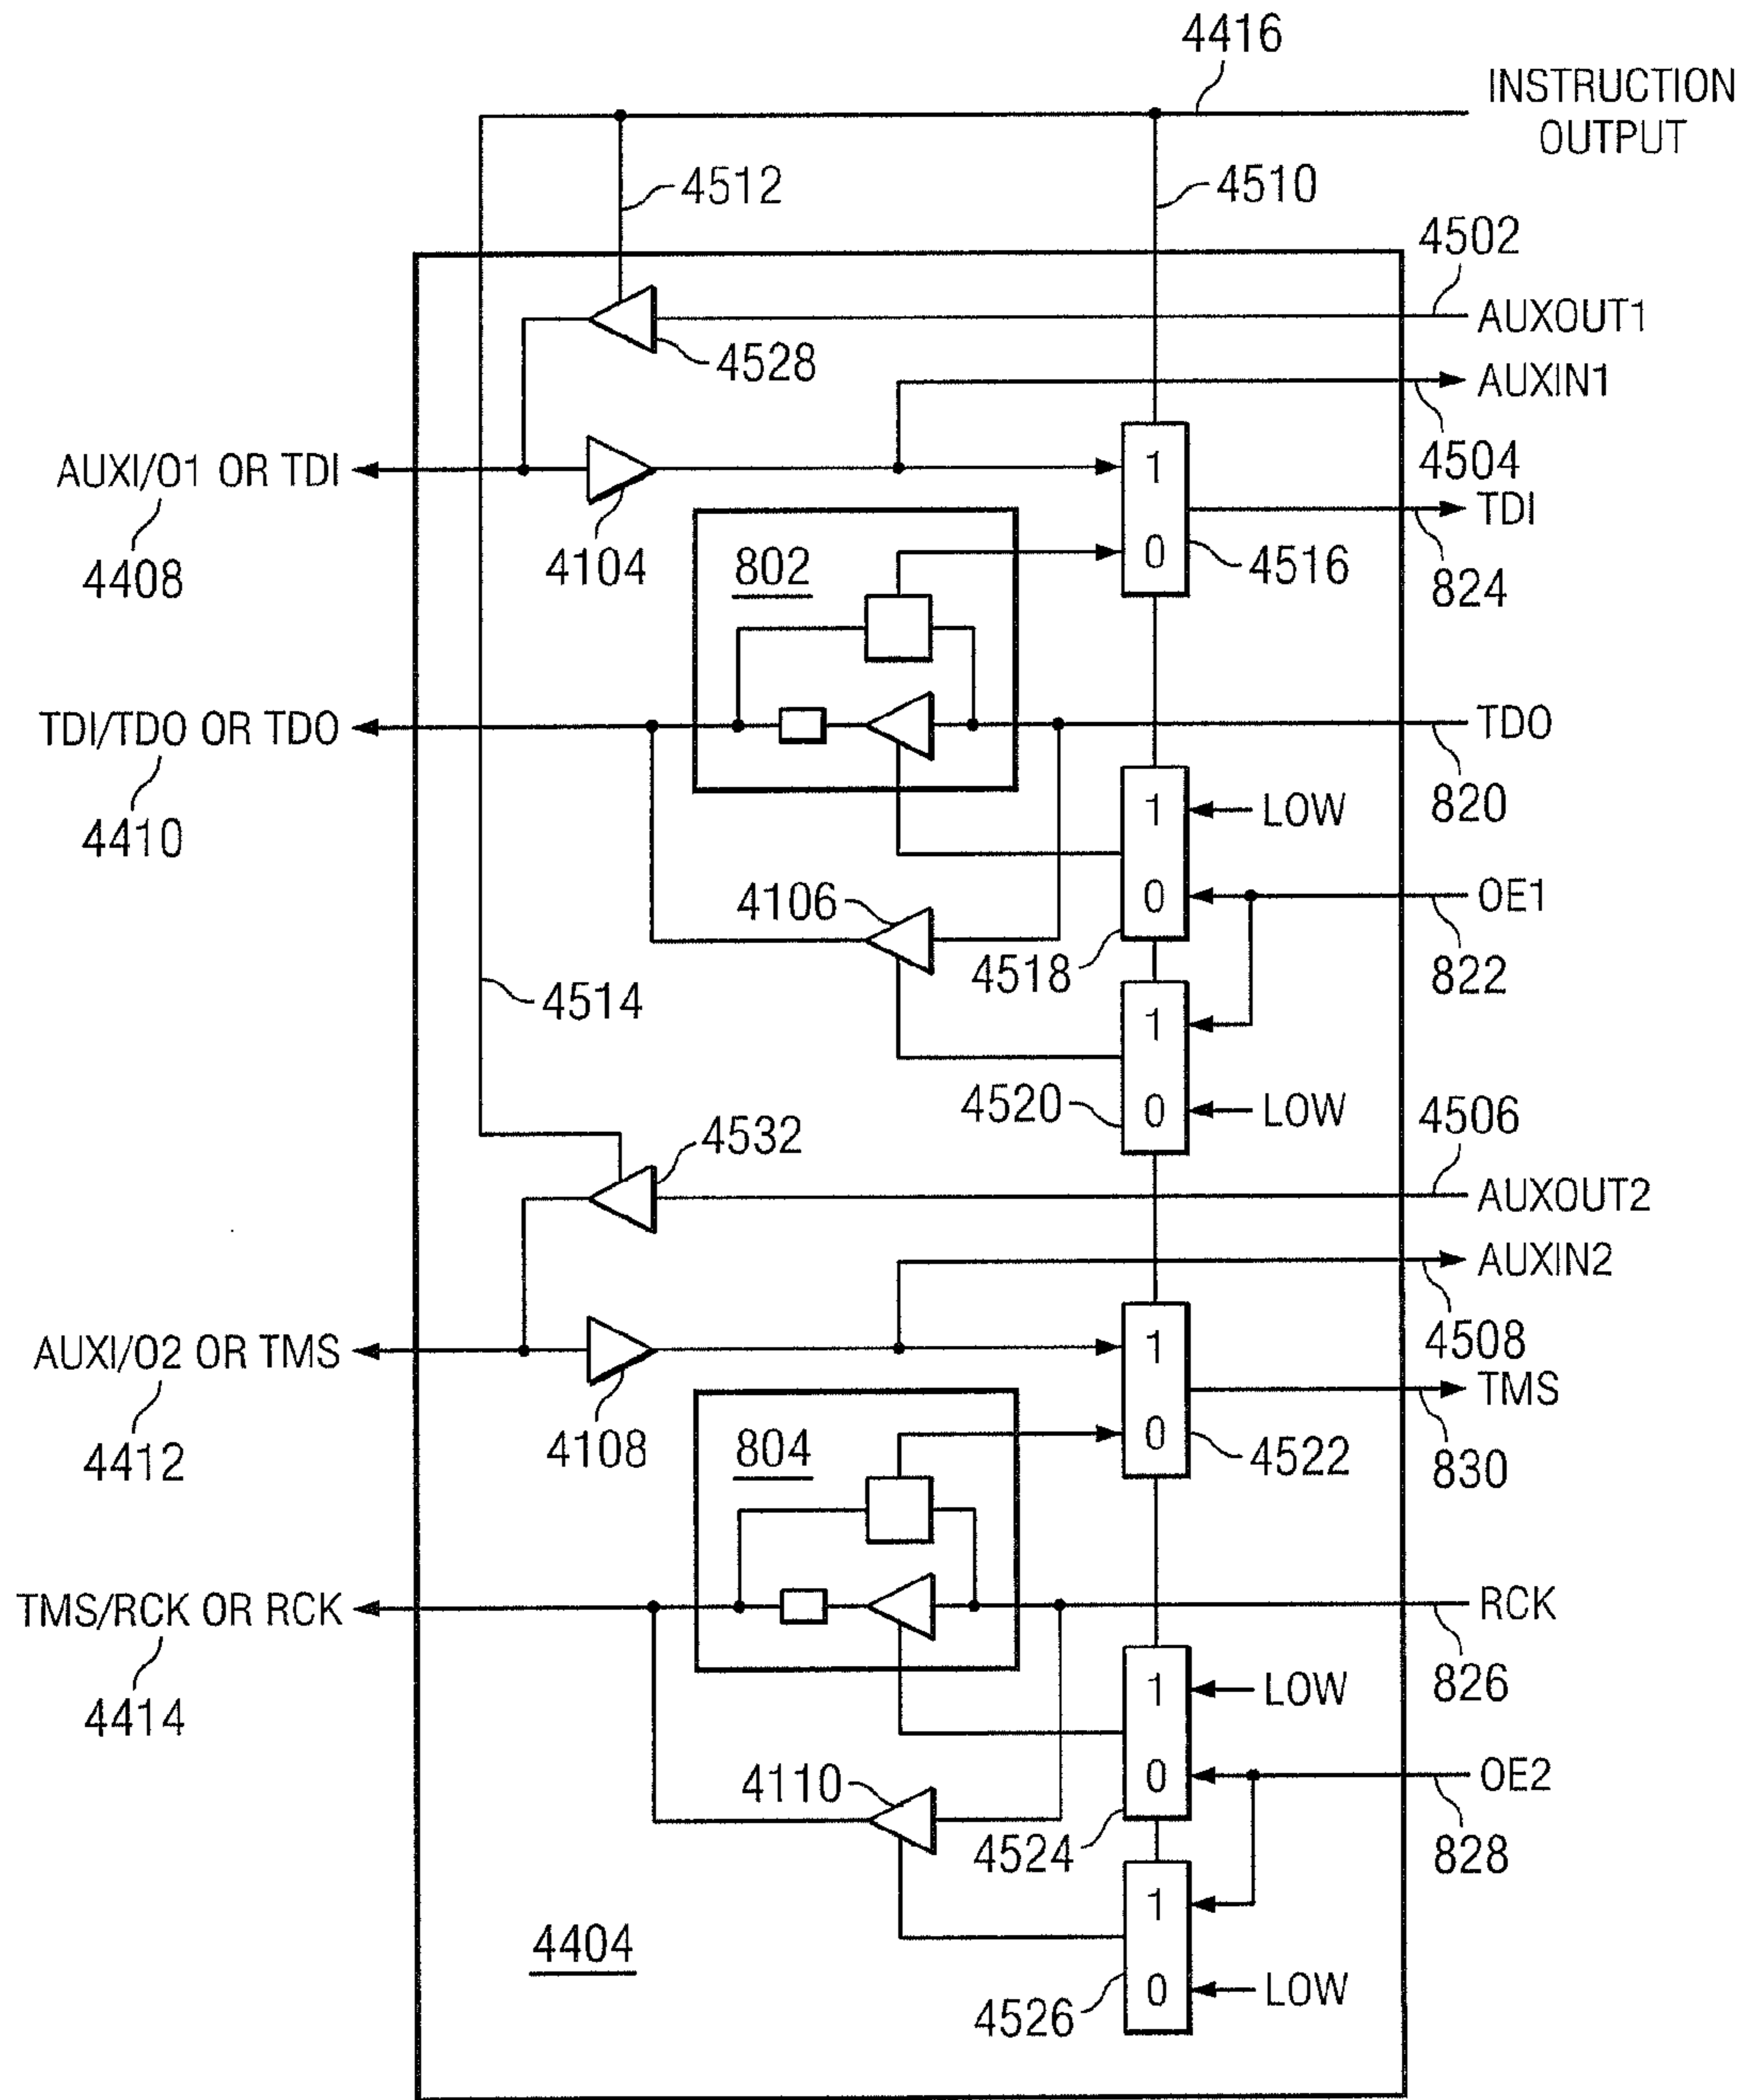 4416
INSTRUCTION
OUTPUT
4512
4510
4502
AUXOUT1
4528
AUXIN1
4504
AUXI/O1 OR TDI
1
TDI
4408
4104
802
0
4516
824
TDI/TDO OR TDO
TDO
4410
1
LOW
820
4106
0
OE1
4514
4518
822
1
4520
0
LOW
4506
4532
AUXOUT2
AUXIN2
AUXI/O2 OR TMS
1
4508
TMS
4412
4108
804
0
4522
830
TMS/RCK OR RCK
RCK
4414
1
LOW
826
4110
0
OE2
4524
828
1
4404
0
LOW
4526